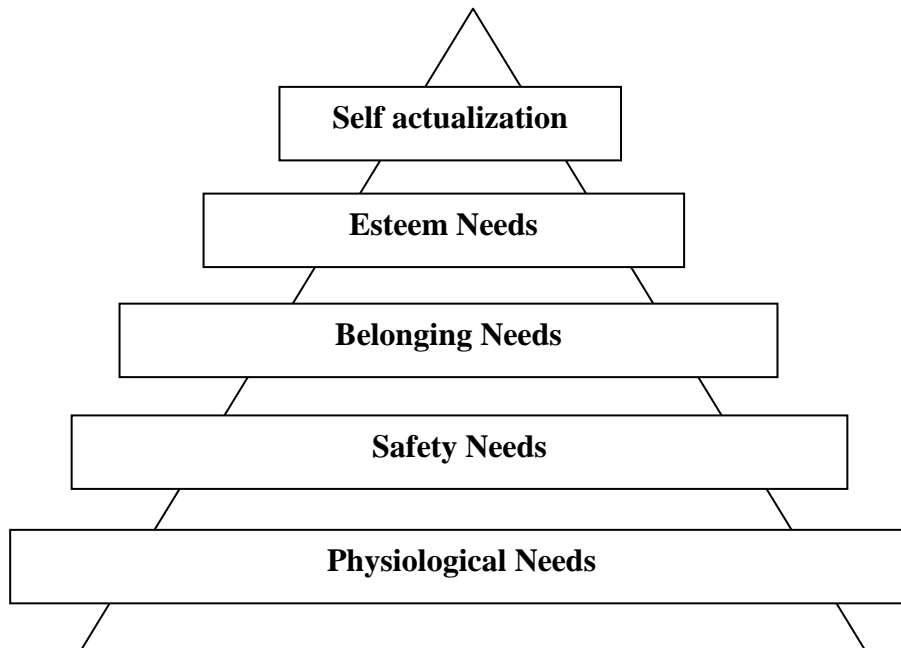 Self actualization
Esteem Needs
Belonging Needs
Safety Needs
Physiological Needs